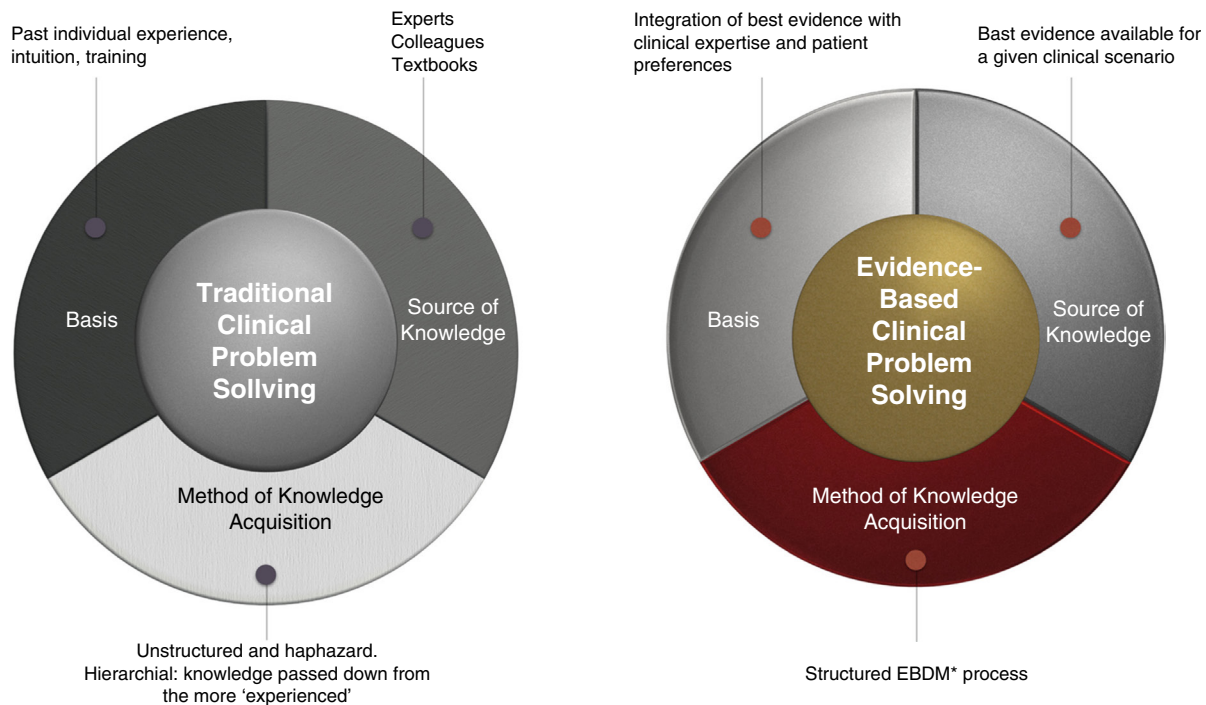 Past individual experience,
intuition, training
Experts
Colleagues
Textbooks
Basis
Traditional
Clinical
Problem
Sollving
Source of
Knowledge
Method of Knowledge
Acquisition
Unstructured and haphazard.
Hierarchial: knowledge passed down from
the more ‘experienced’
Integration of best evidence with
clinical expertise and patient
preferences
Bast evidence available for
a given clinical scenario
Basis
Evidence-
Based
Clinical
Problem
Solving
Source of
Knowledge
Method of Knowledge
Acquisition
Structured EBDM* process